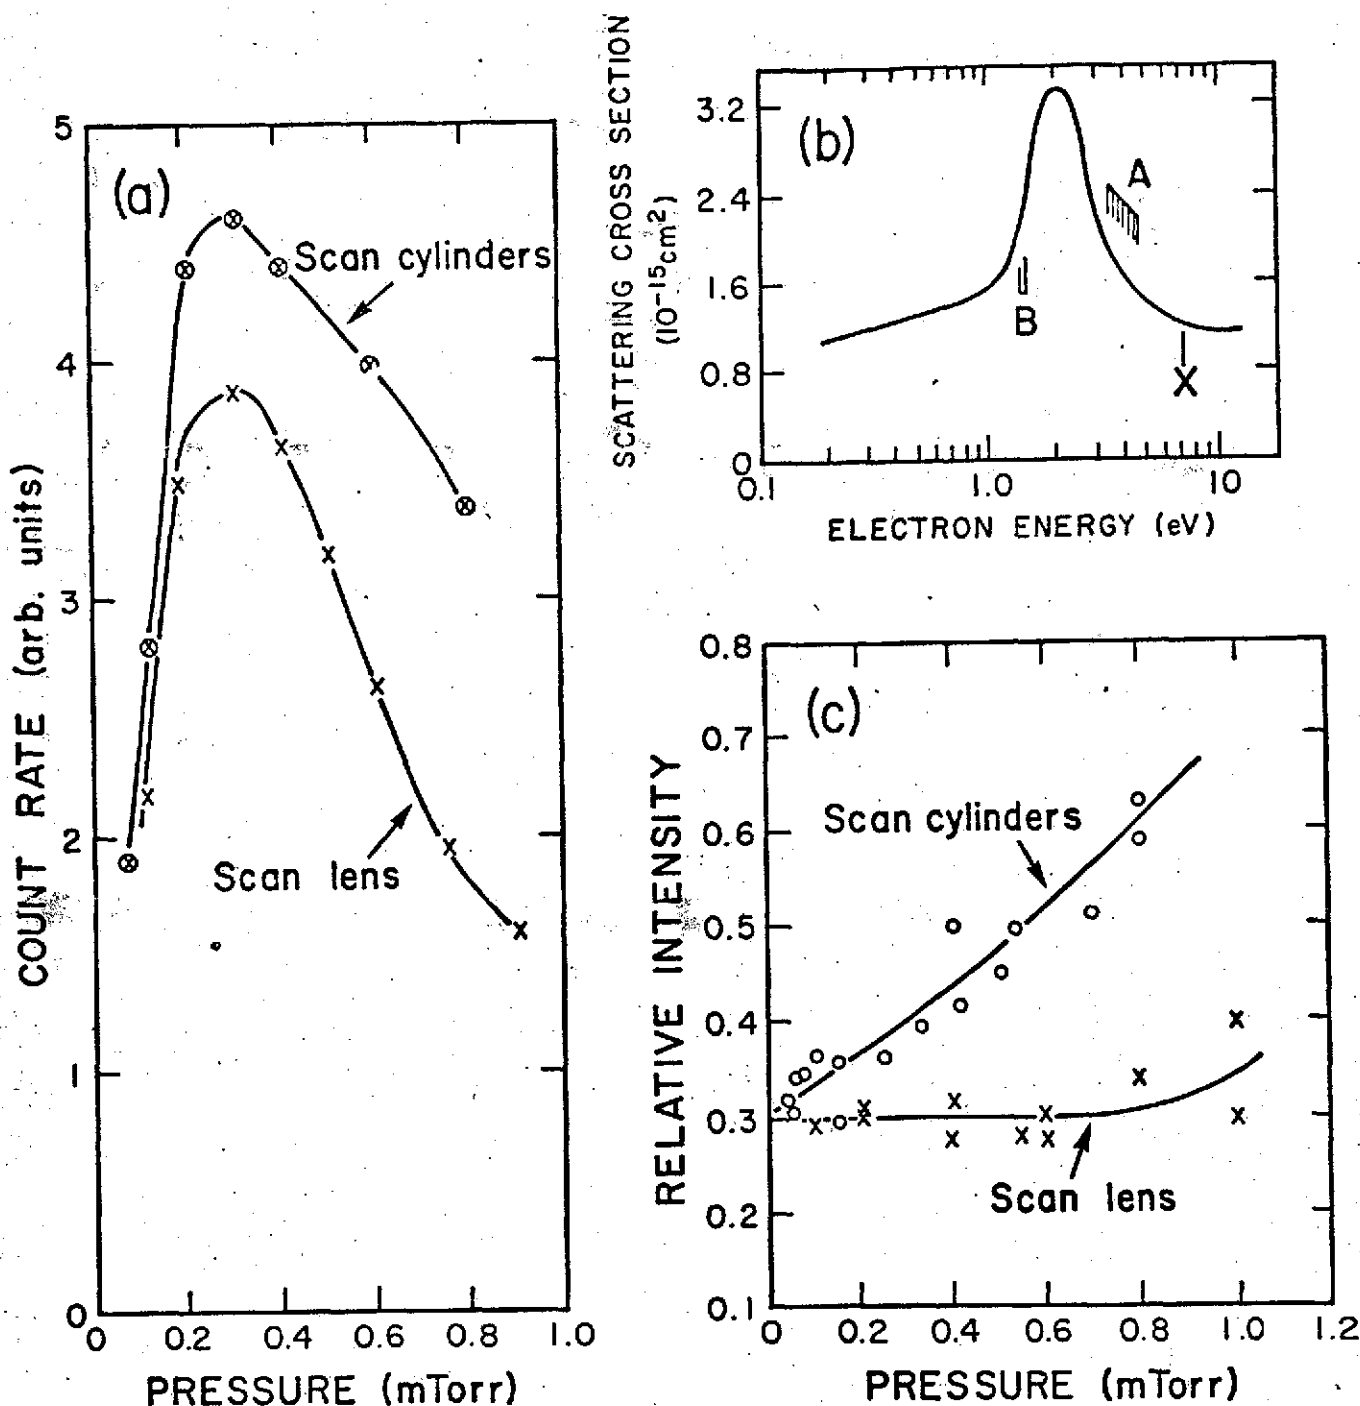 (a)
5
4
3
2
1
0
COUNT RATE (arb. units)
Scan cylinders
Scan lens
0 0.2 0.4 0.6 0.8 1.0
PRESSURE (mTorr)
(b)
SCATTERING CROSS SECTION
(10⁻¹⁵cm²)
3.2
2.4
1.6
0.8
0
A
B
X
0.1 1.0 10
ELECTRON ENERGY (eV)
(c)
0.8
0.7
0.6
0.5
0.4
0.3
0.2
0.1
RELATIVE INTENSITY
Scan cylinders
Scan lens
0 0.2 0.4 0.6 0.8 1.0 1.2
PRESSURE (mTorr)